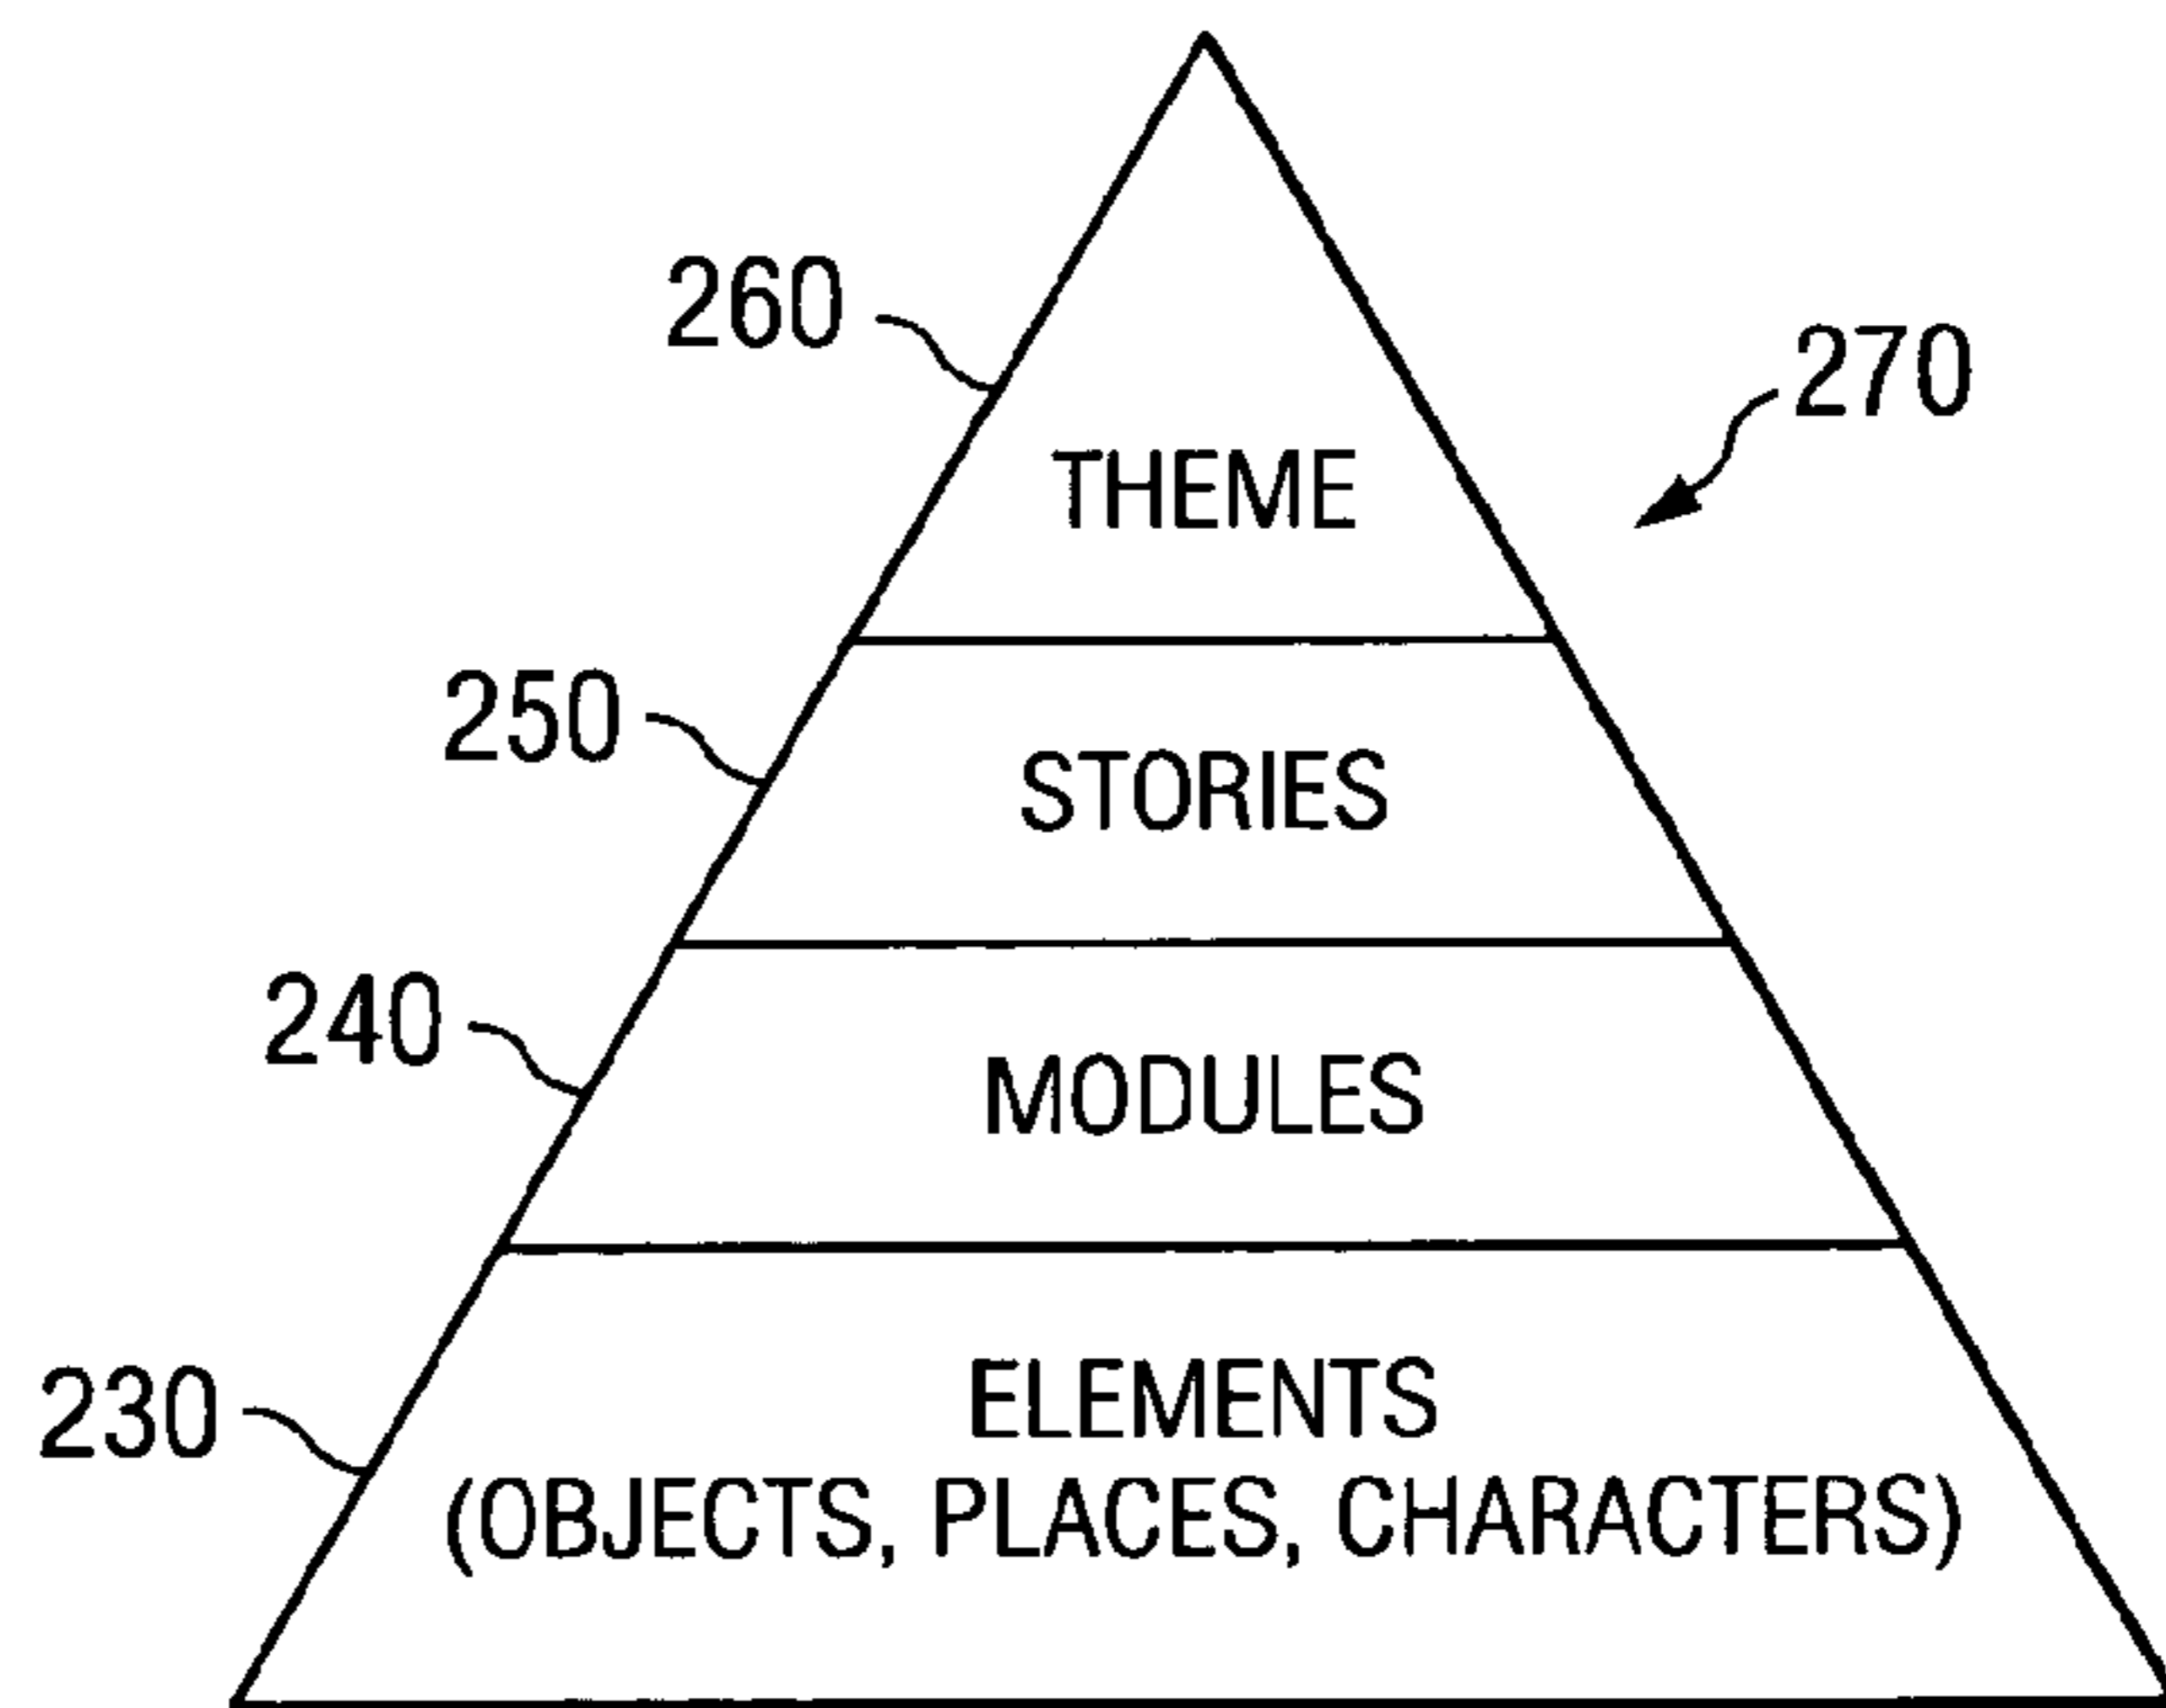 260
270
THEME
250
STORIES
240
MODULES
230
ELEMENTS
(OBJECTS, PLACES, CHARACTERS)